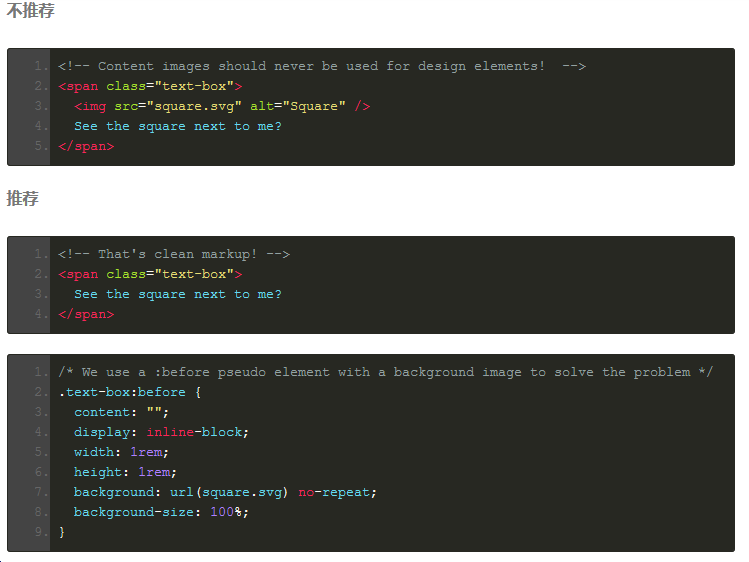 不推荐
1. <!-- Content images should never be used for design elements!  -->
2. <span class="text-box">
3.   <img src="square.svg" alt="Square" />
4.   See the square next to me?
5. </span>
推荐
1. <!-- That's clean markup! -->
2. <span class="text-box">
3.   See the square next to me?
4. </span>
1. /* We use a :before pseudo element with a background image to solve the problem */
2. .text-box:before {
3.   content: "";
4.   display: inline-block;
5.   width: 1rem;
6.   height: 1rem;
7.   background: url(square.svg) no-repeat;
8.   background-size: 100%;
9. }